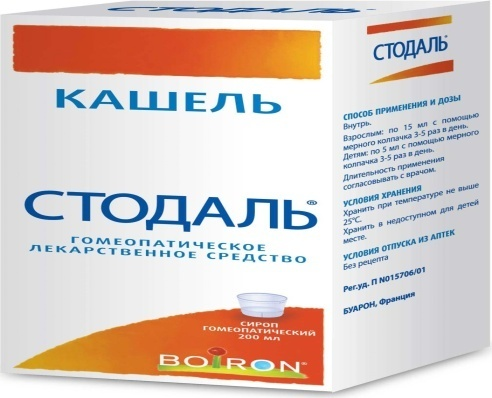 КАШЕЛЬ
СТОДАЛЬ®
ГОМЕОПАТИЧЕСКОЕ
ЛЕКАРСТВЕННОЕ СРЕДСТВО
СИРОП
ГОМЕОПАТИЧЕСКИЙ
200 МЛ
BOIRON®
СТОДАЛЬ®
СПОСОБ ПРИМЕНЕНИЯ И ДОЗЫ
Внутрь.
Взрослым: по 15 мл с помощью
мерного колпачка 3-5 раз в день.
Детям: по 5 мл с помощью мерного
колпачка 3-5 раз в день.
Длительность применения
согласовывать с врачом.
УСЛОВИЯ ХРАНЕНИЯ
Хранить при температуре не выше
25°С.
Хранить в недоступном для детей
месте.
УСЛОВИЯ ОТПУСКА ИЗ АПТЕК
Без рецепта
Рег.уд. П N015706/01
БУАРОН, Франция